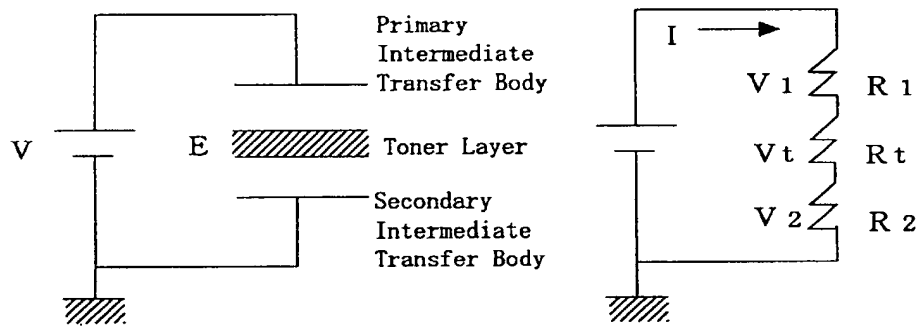 Primary
Intermediate
Transfer Body
V
E
Toner Layer
Secondary
Intermediate
Transfer Body
I
V1
R1
Vt
Rt
V2
R2